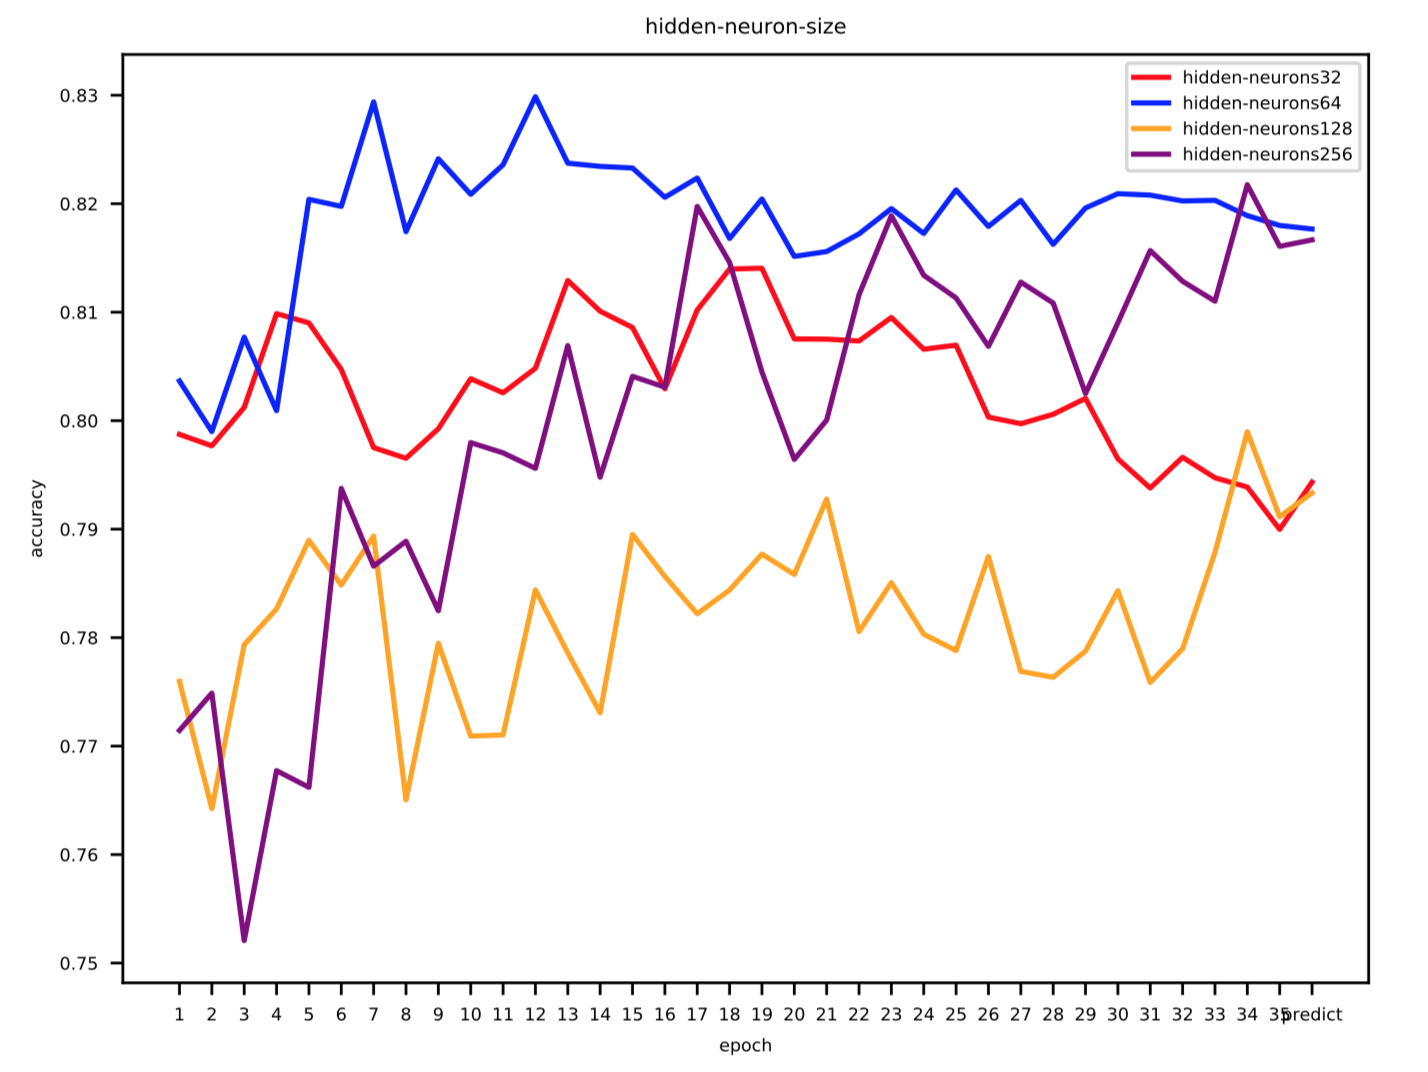 hidden-neuron-size
hidden-neurons32
hidden-neurons64
hidden-neurons128
hidden-neurons256
0.83
0.82
0.81
0.80
0.79
0.78
0.77
0.76
0.75
accuracy
1 2 3 4 5 6 7 8 9 10 11 12 13 14 15 16 17 18 19 20 21 22 23 24 25 26 27 28 29 30 31 32 33 34 35 predict
epoch